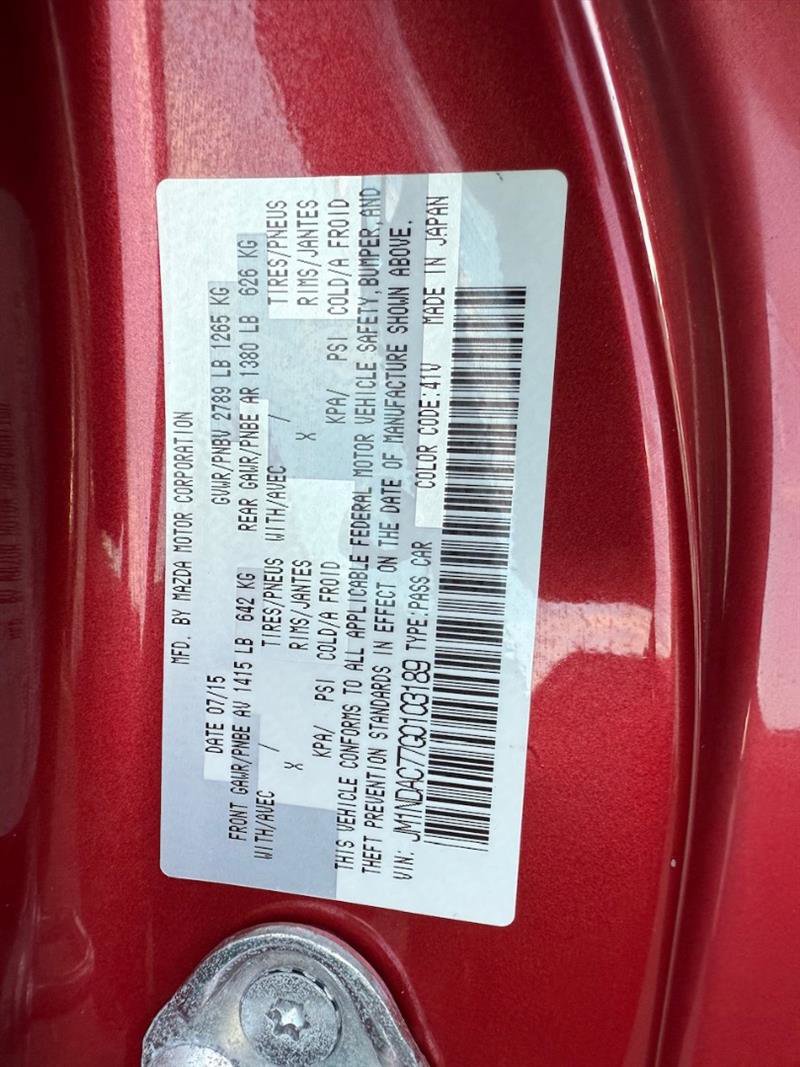 MFD. BY MAZDA MOTOR CORPORATION
DATE 07/15 GVWR/PNBV 2789 LB 1265 KG
FRONT GAWR/PNBE AV 1415 LB 642 KG REAR GAWR/PNBE AR 1380 LB 626 KG
WITH/AVEC / TIRES/PNEUS WITH/AVEC / TIRES/PNEUS
X RIMS/JANTES X RIMS/JANTES
KPA/ PSI COLD/A FROID KPA/ PSI COLD/A FROID
THIS VEHICLE CONFORMS TO ALL APPLICABLE FEDERAL MOTOR VEHICLE SAFETY, BUMPER, AND
THEFT PREVENTION STANDARDS IN EFFECT ON THE DATE OF MANUFACTURE SHOWN ABOVE.
VIN: JM1NDAC77G0103189 TYPE:PASS CAR COLOR CODE:41V MADE IN JAPAN